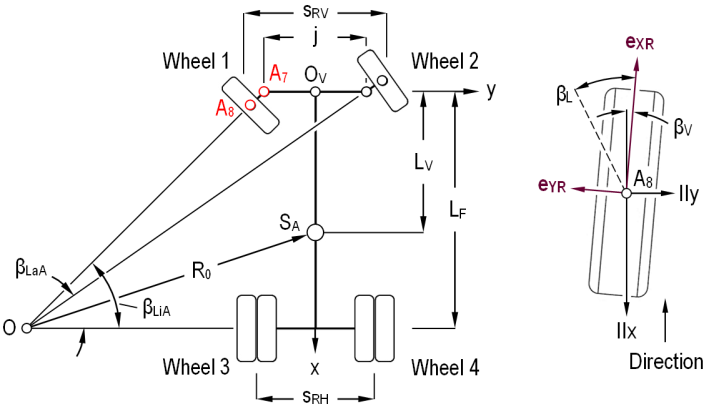 sRV
j
Wheel 1
Wheel 2
A7
OV
y
A8
LV
LF
SA
βLaA
R0
βLiA
O
Wheel 3
x
Wheel 4
sRH
eXR
βL
βV
A8
eYR
IIy
IIx
Direction